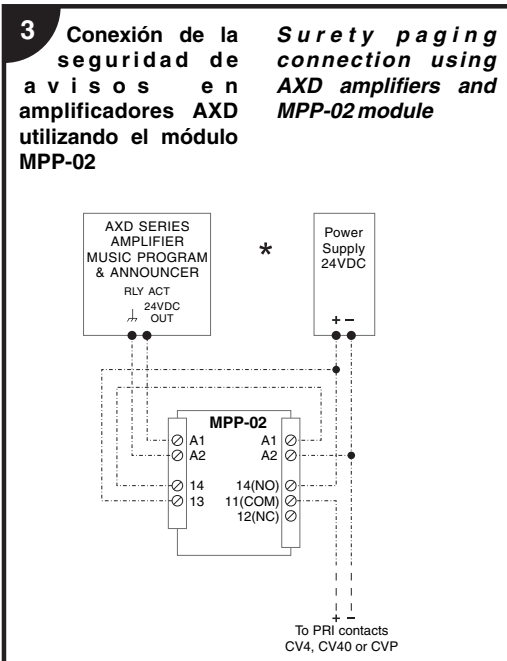 3
Conexión de la
seguridad de
avisos en
amplificadores AXD
utilizando el módulo
MPP-02
Surety paging
connection using
AXD amplifiers and
MPP-02 module
AXD SERIES
AMPLIFIER
MUSIC PROGRAM
& ANNOUNCER
RLY ACT
24VDC
OUT
*
Power
Supply
24VDC
+ −
MPP-02
A1 A1
A2 A2
14 14(NO)
13 11(COM)
12(NC)
+ −
To PRI contacts
CV4, CV40 or CVP